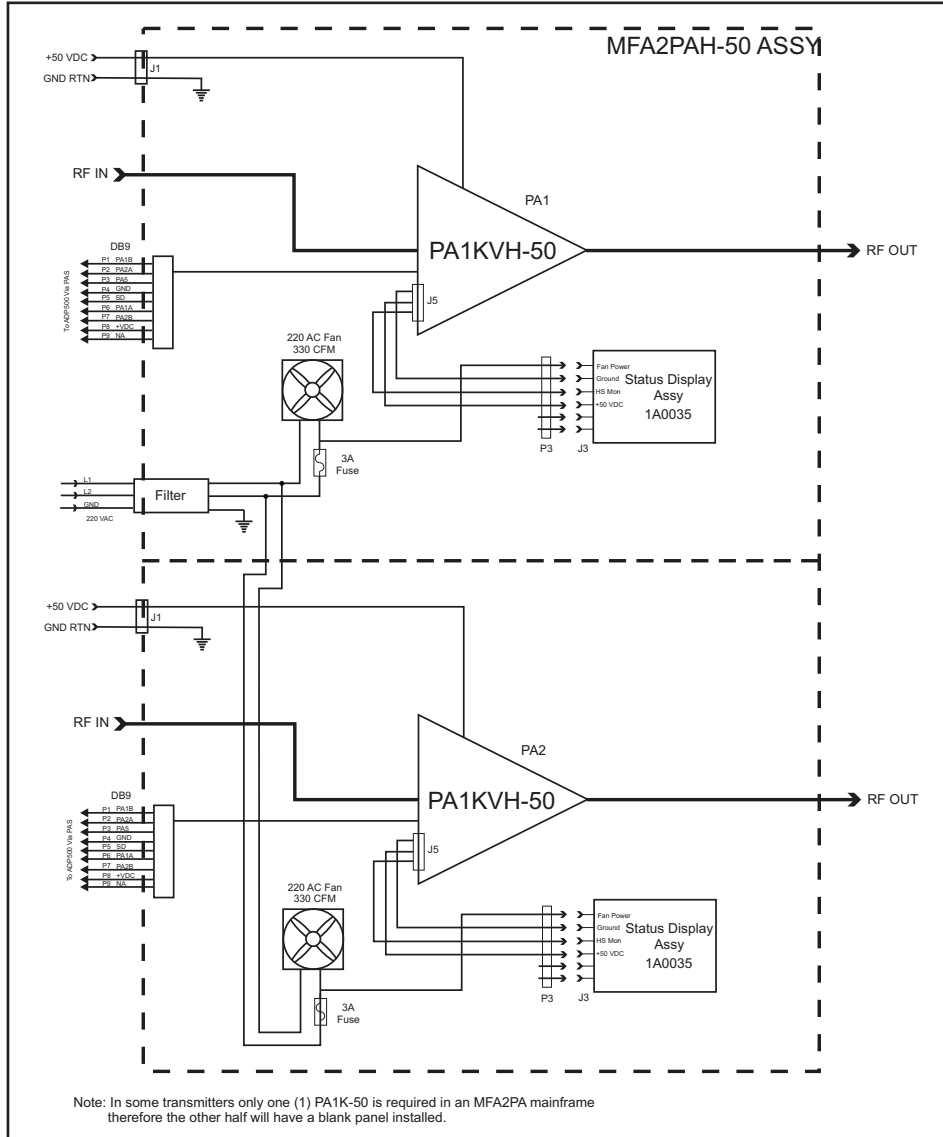 MFA2PAH-50 ASSY
+50 VDC
GND RTN
J1
RF IN
PA1
PA1KVH-50
RF OUT
J5
DB9
To ADP500 Via PAS
P1 PA1B
P2 PA2A
P3 PA5
P4 GND
P5 SD
P6 PA1A
P7 PA2B
P8 +VDC
P9 NA
220 AC Fan
330 CFM
3A
Fuse
Fan Power
Ground
HS Mon
+50 VDC
Status Display
Assy
1A0035
P3
J3
L1
L2
GND
220 VAC
Filter
+50 VDC
GND RTN
J1
RF IN
PA2
PA1KVH-50
RF OUT
J5
DB9
To ADP500 Via PAS
P1 PA1B
P2 PA2A
P3 PA5
P4 GND
P5 SD
P6 PA1A
P7 PA2B
P8 +VDC
P9 NA
220 AC Fan
330 CFM
3A
Fuse
Fan Power
Ground
HS Mon
+50 VDC
Status Display
Assy
1A0035
P3
J3
Note: In some transmitters only one (1) PA1K-50 is required in an MFA2PA mainframe
therefore the other half will have a blank panel installed.